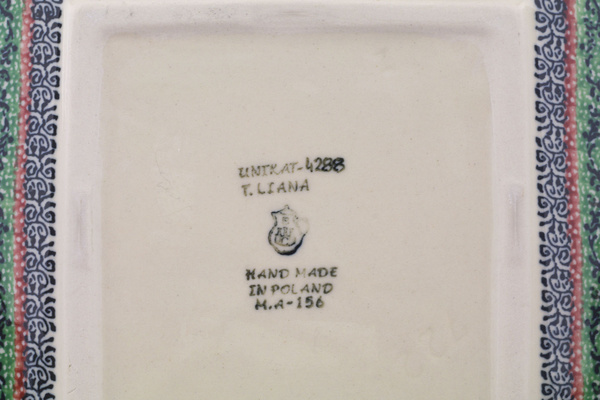 UNIKAT-4288
T. LIANA
HAND MADE
IN POLAND
M.A-156